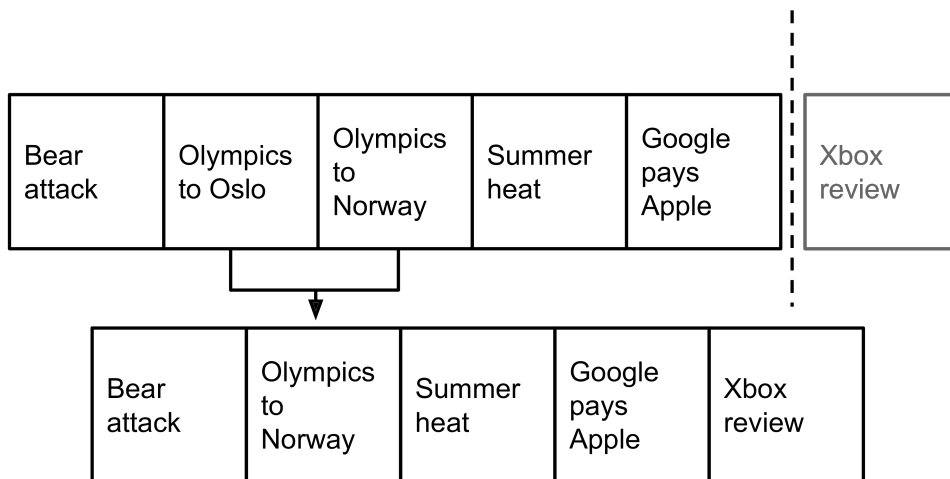 Bear
attack
Olympics
to Oslo
Olympics
to
Norway
Summer
heat
Google
pays
Apple
Xbox
review
Bear
attack
Olympics
to
Norway
Summer
heat
Google
pays
Apple
Xbox
review